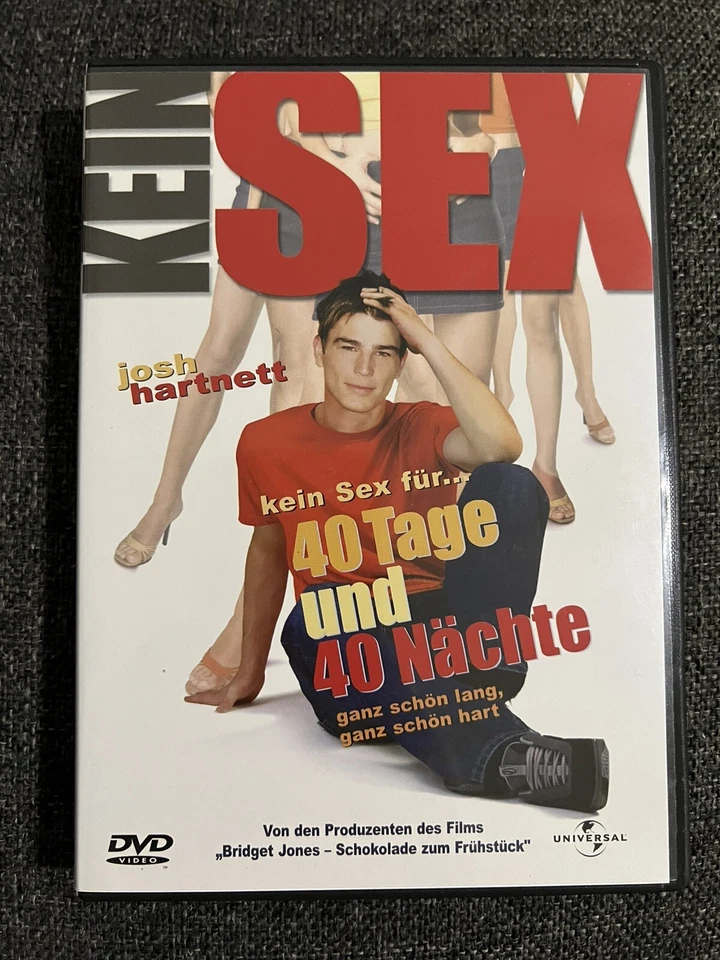 KEIN SEX
josh
hartnett
kein Sex für...
40 Tage
und
40 Nächte
ganz schön lang,
ganz schön hart
Von den Produzenten des Films
„Bridget Jones – Schokolade zum Frühstück"
DVD
VIDEO
™
UNIVERSAL